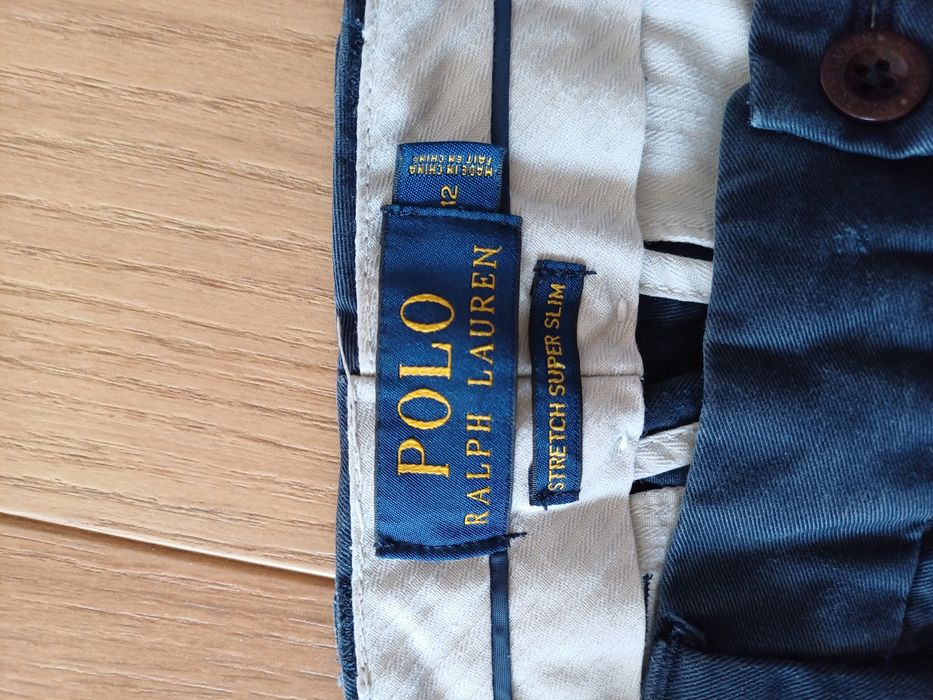 POLO
RALPH LAUREN
12
MADE IN CHINA
FAIT EN CHINE
STRETCH SUPER SLIM